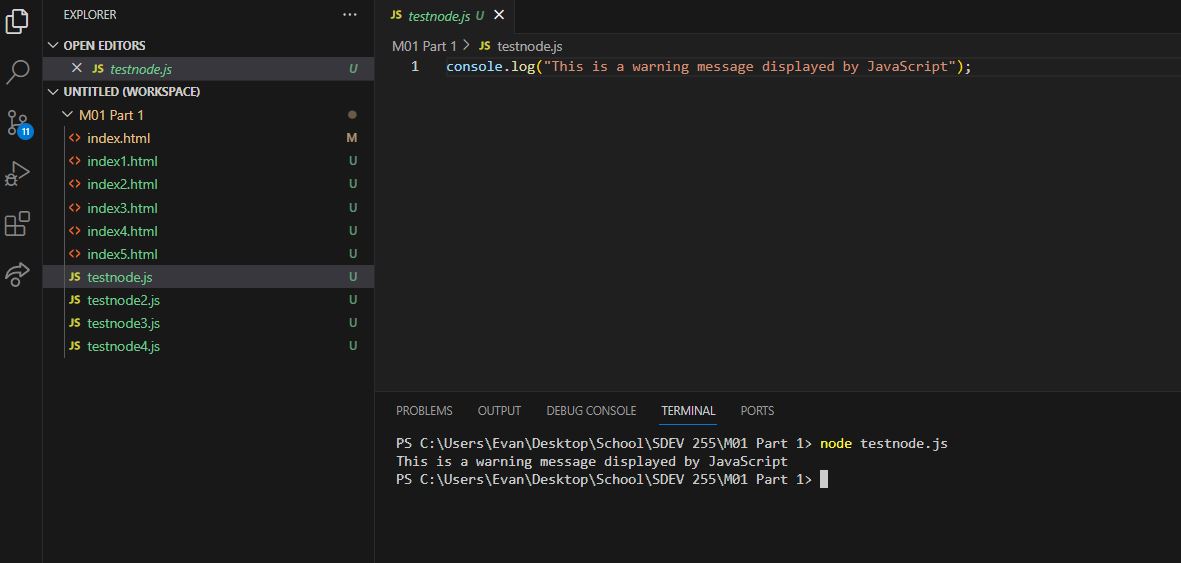 EXPLORER ...
OPEN EDITORS
JS testnode.js U
UNTITLED (WORKSPACE)
M01 Part 1
index.html M
index1.html U
index2.html U
index3.html U
index4.html U
index5.html U
JS testnode.js U
JS testnode2.js U
JS testnode3.js U
JS testnode4.js U
11
JS testnode.js U
M01 Part 1 > JS testnode.js
1 console.log("This is a warning message displayed by JavaScript");
PROBLEMS OUTPUT DEBUG CONSOLE TERMINAL PORTS
PS C:\Users\Evan\Desktop\School\SDEV 255\M01 Part 1> node testnode.js
This is a warning message displayed by JavaScript
PS C:\Users\Evan\Desktop\School\SDEV 255\M01 Part 1>